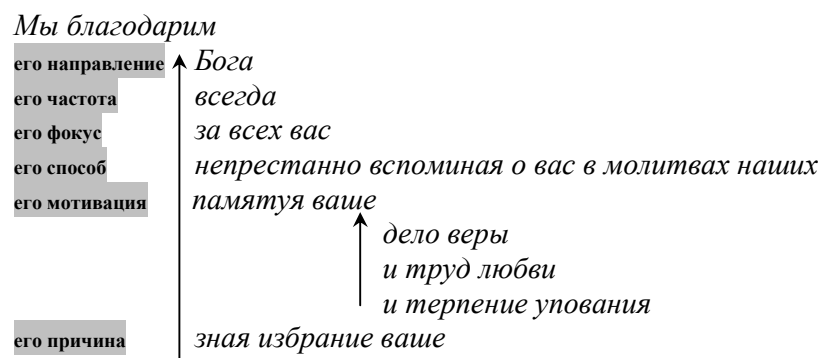 Мы благодарим
его направление Бога
его частота всегда
его фокус за всех вас
его способ непрестанно вспоминая о вас в молитвах наших
его мотивация памятуя ваше
дело веры
и труд любви
и терпение упования
его причина зная избрание ваше